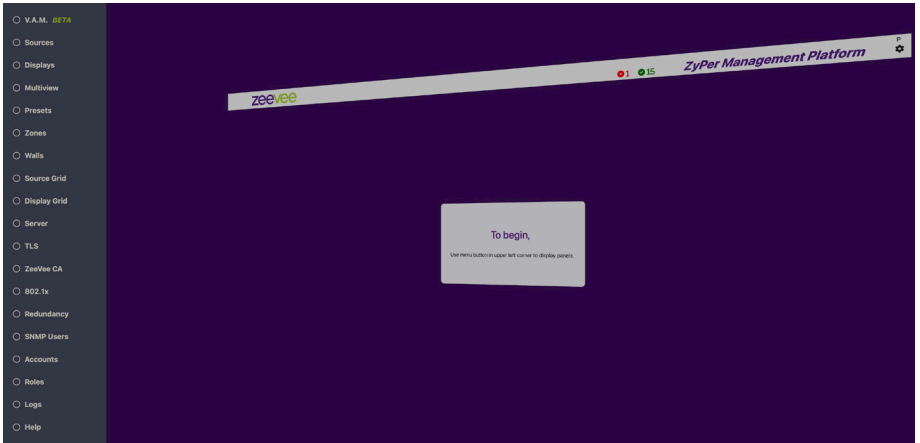 V.A.M. BETA
Sources
Displays
Multiview
Presets
Zones
Walls
Source Grid
Display Grid
Server
TLS
ZeeVee CA
802.1x
Redundancy
SNMP Users
Accounts
Roles
Logs
Help
zeevee
1 15
ZyPer Management Platform
P
To begin,
Use menu button in upper left corner to display panels.